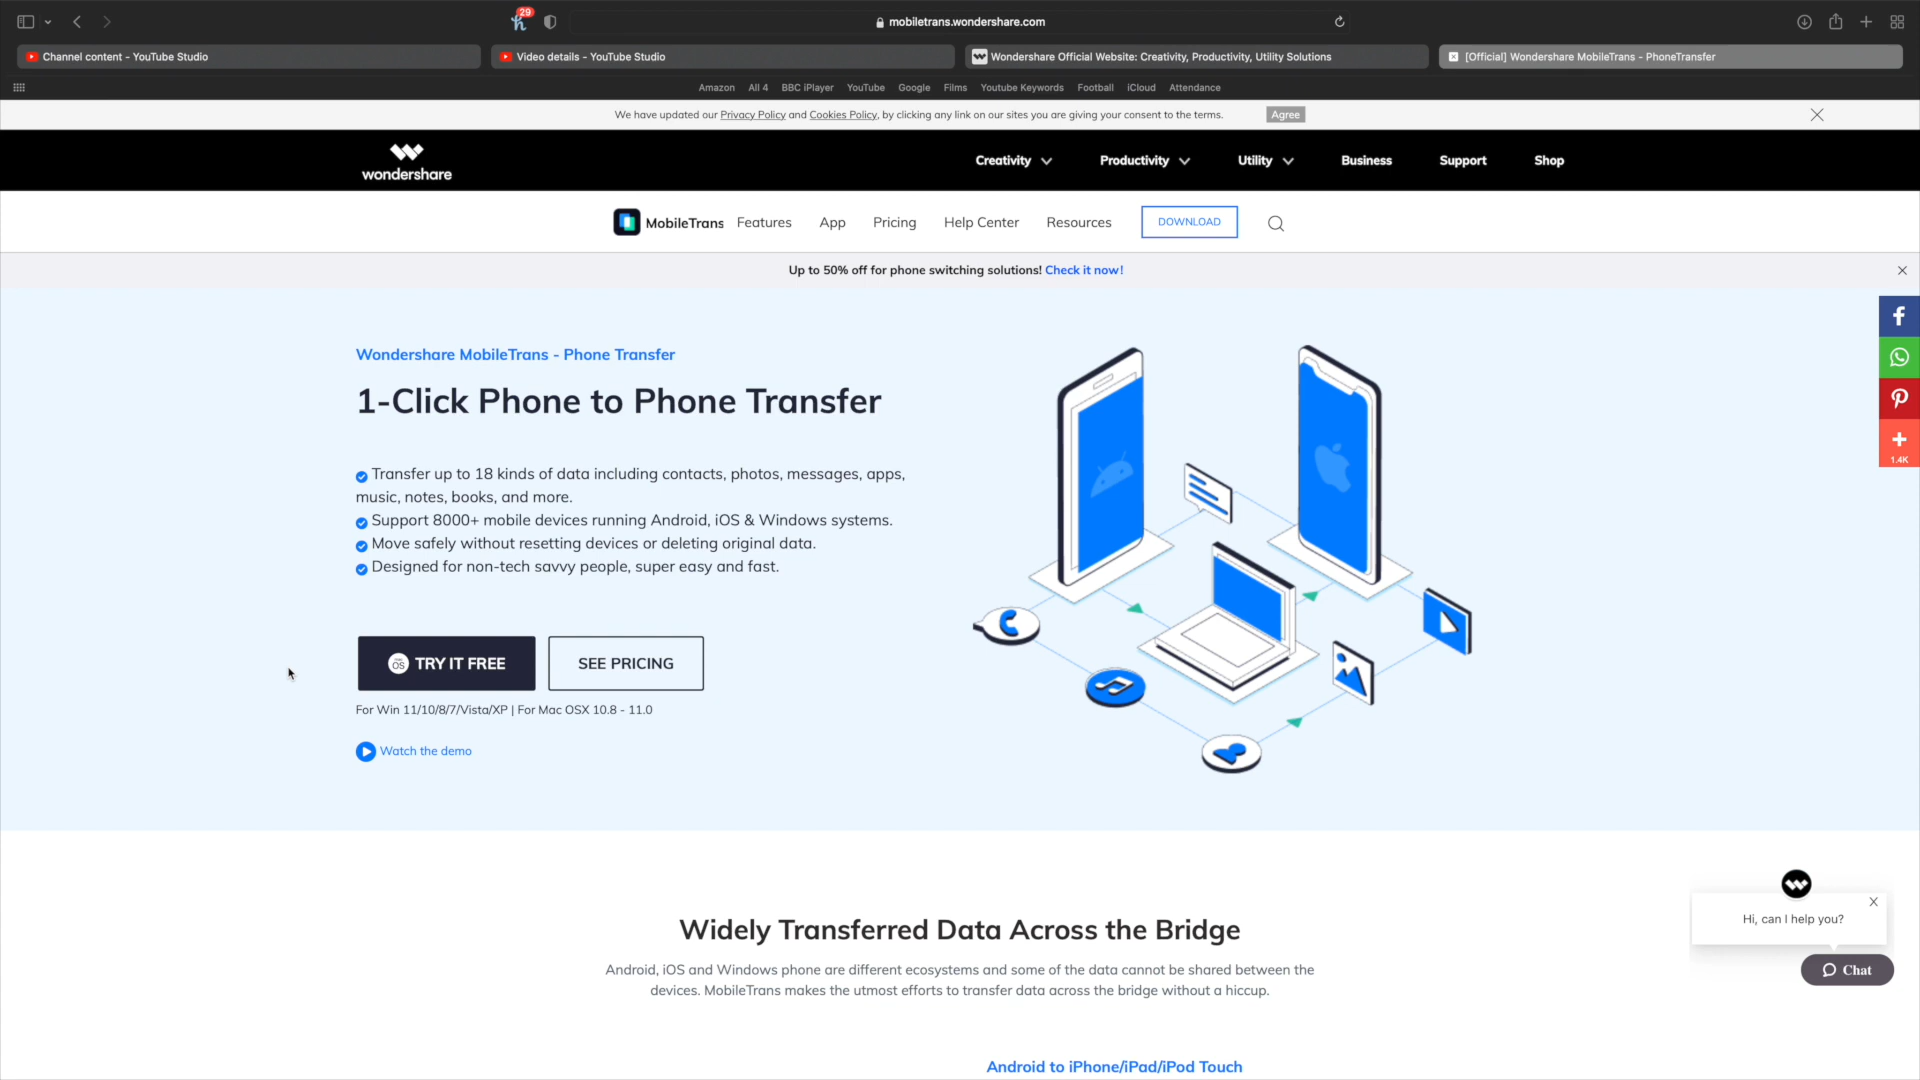 29
mobiletrans.wondershare.com
Channel content - YouTube Studio
Video details - YouTube Studio
Wondershare Official Website: Creativity, Productivity, Utility Solutions
[Official] Wondershare MobileTrans - PhoneTransfer
Amazon All 4 BBC iPlayer YouTube Google Films Youtube Keywords Football iCloud Attendance
We have updated our Privacy Policy and Cookies Policy, by clicking any link on our sites you are giving your consent to the terms. Agree
wondershare
Creativity Productivity Utility Business Support Shop
MobileTrans Features App Pricing Help Center Resources DOWNLOAD
Up to 50% off for phone switching solutions! Check it now!
Wondershare MobileTrans - Phone Transfer
1-Click Phone to Phone Transfer
Transfer up to 18 kinds of data including contacts, photos, messages, apps,
music, notes, books, and more.
Support 8000+ mobile devices running Android, iOS & Windows systems.
Move safely without resetting devices or deleting original data.
Designed for non-tech savvy people, super easy and fast.
TRY IT FREE
SEE PRICING
For Win 11/10/8/7/Vista/XP | For Mac OSX 10.8 - 11.0
Watch the demo
1.4K
Widely Transferred Data Across the Bridge
Android, iOS and Windows phone are different ecosystems and some of the data cannot be shared between the
devices. MobileTrans makes the utmost efforts to transfer data across the bridge without a hiccup.
Hi, can I help you?
Chat
Android to iPhone/iPad/iPod Touch